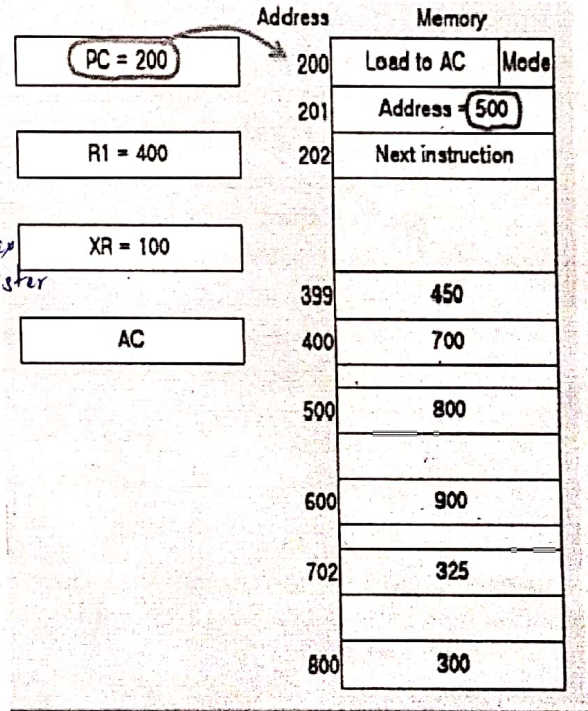 Address Memory
PC = 200
200 Load to AC Mode
201 Address = 500
R1 = 400
202 Next instruction
XR = 100
399 450
AC
400 700
500 800
600 900
702 325
800 300